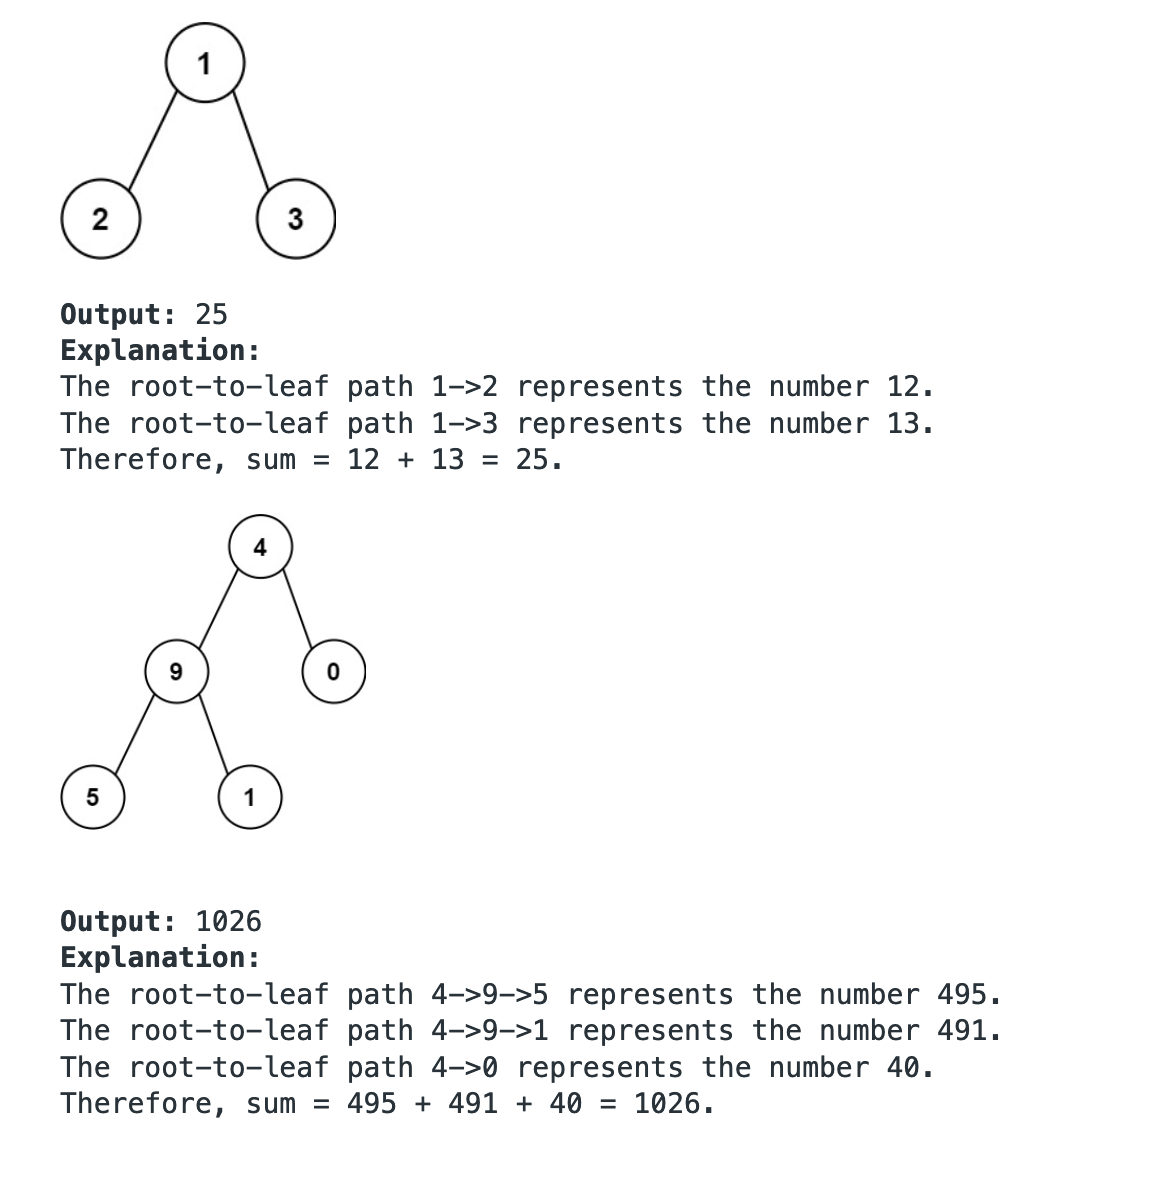 1
2
3
Output: 25
Explanation:
The root-to-leaf path 1->2 represents the number 12.
The root-to-leaf path 1->3 represents the number 13.
Therefore, sum = 12 + 13 = 25.
4
9
0
5
1
Output: 1026
Explanation:
The root-to-leaf path 4->9->5 represents the number 495.
The root-to-leaf path 4->9->1 represents the number 491.
The root-to-leaf path 4->0 represents the number 40.
Therefore, sum = 495 + 491 + 40 = 1026.